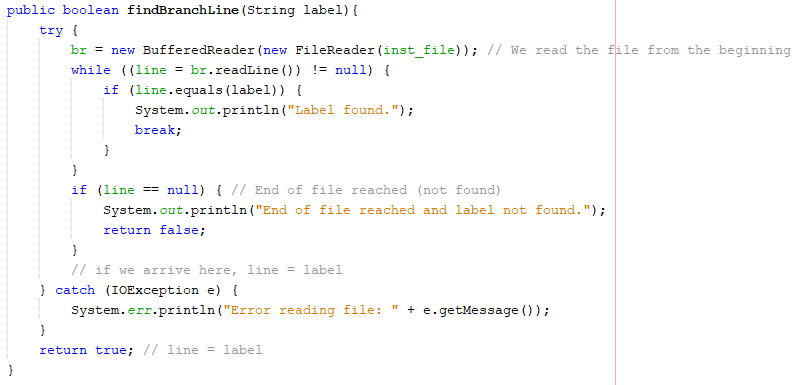 public boolean findBranchLine(String label){
try {
br = new BufferedReader(new FileReader(inst_file)); // We read the file from the beginning
while ((line = br.readLine()) != null) {
if (line.equals(label)) {
System.out.println("Label found.");
break;
}
}
if (line == null) { // End of file reached (not found)
System.out.println("End of file reached and label not found.");
return false;
}
// if we arrive here, line = label
} catch (IOException e) {
System.err.println("Error reading file: " + e.getMessage());
}
return true; // line = label
}